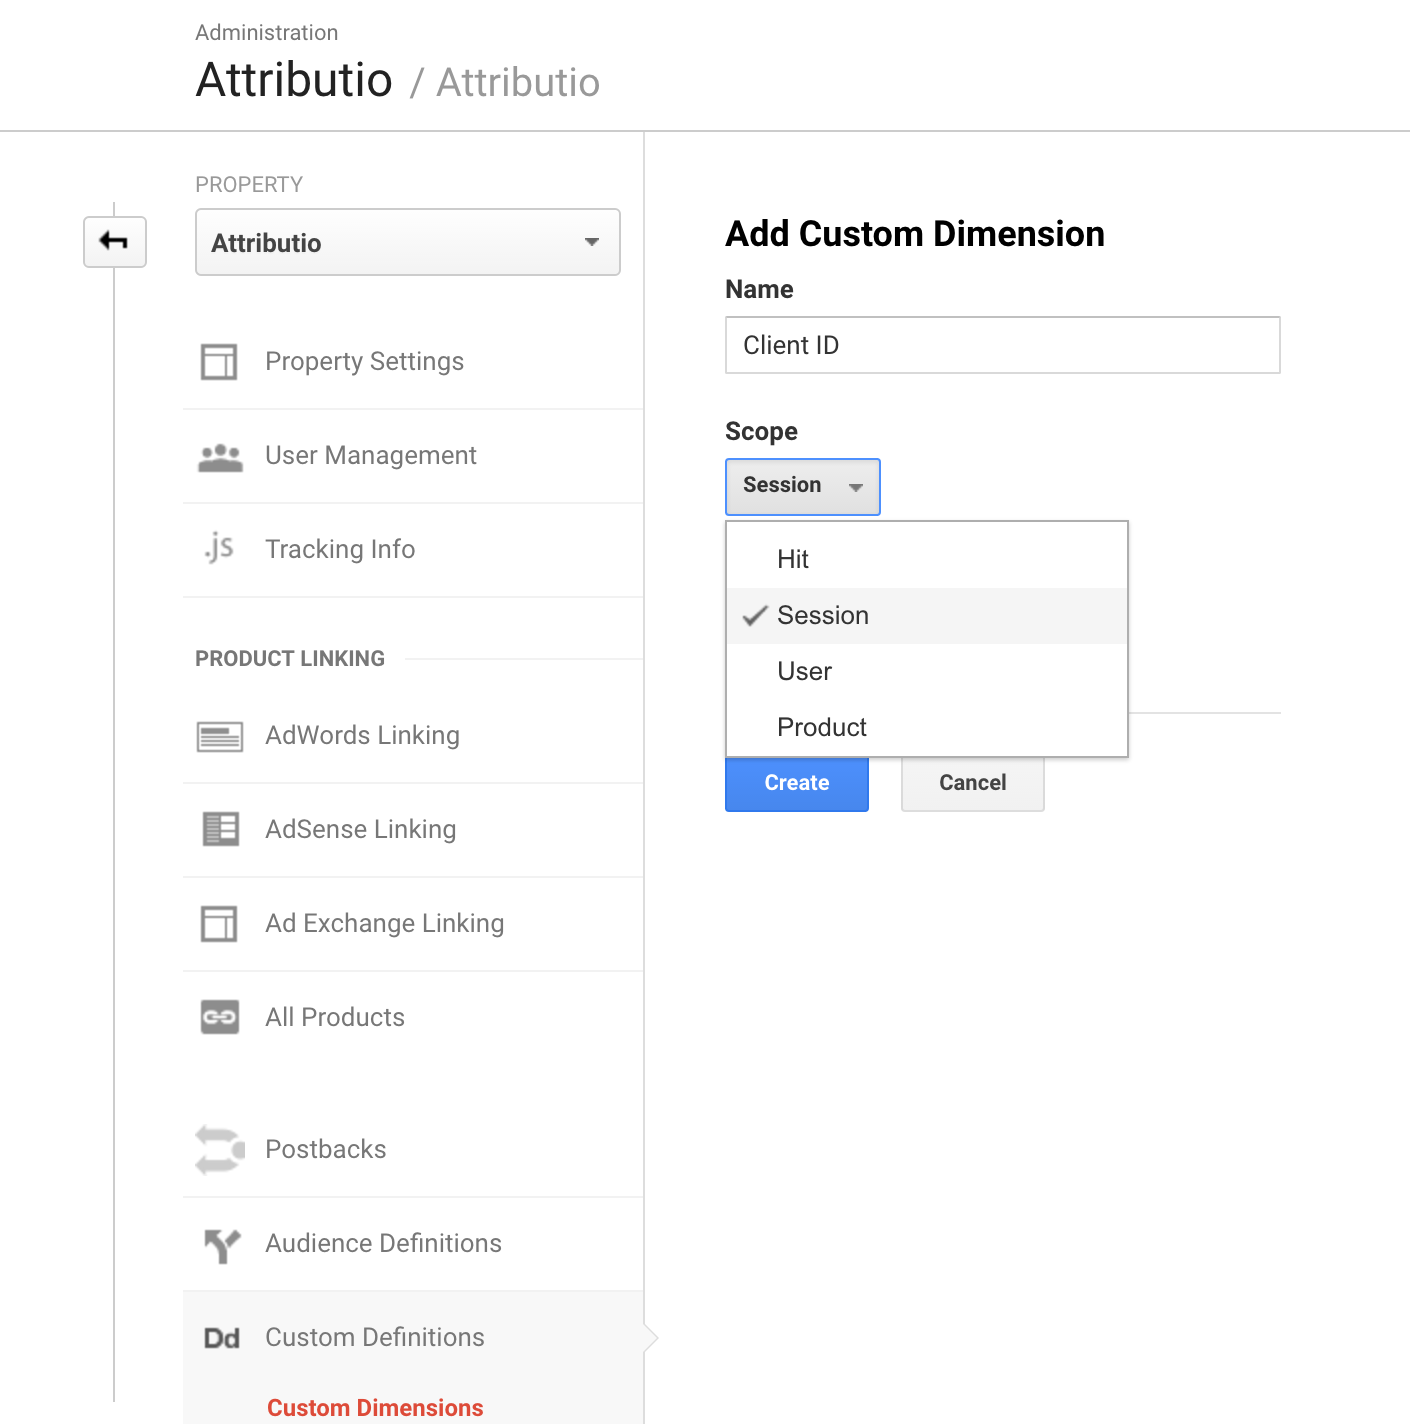 Administration
Attributio / Attributio
PROPERTY
Attributio
Property Settings
User Management
.js Tracking Info
PRODUCT LINKING
AdWords Linking
AdSense Linking
Ad Exchange Linking
All Products
Postbacks
Audience Definitions
Dd Custom Definitions
Custom Dimensions
Add Custom Dimension
Name
Client ID
Scope
Session
Hit
Session
User
Product
Create Cancel